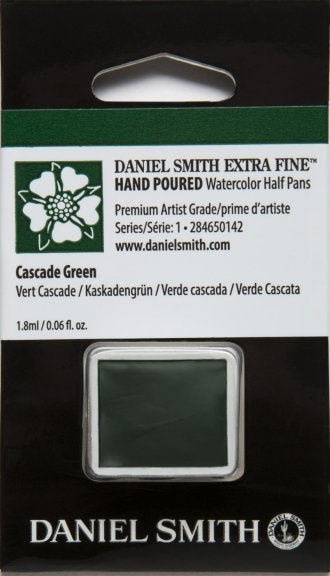 DANIEL SMITH EXTRA FINE™
HAND POURED Watercolor Half Pans
Premium Artist Grade/prime d'artiste
Series/Série: 1 • 284650142
www.danielsmith.com
Cascade Green
Vert Cascade / Kaskadengrün / Verde cascada / Verde Cascata
1.8ml / 0.06 fl. oz.
DANIEL SMITH